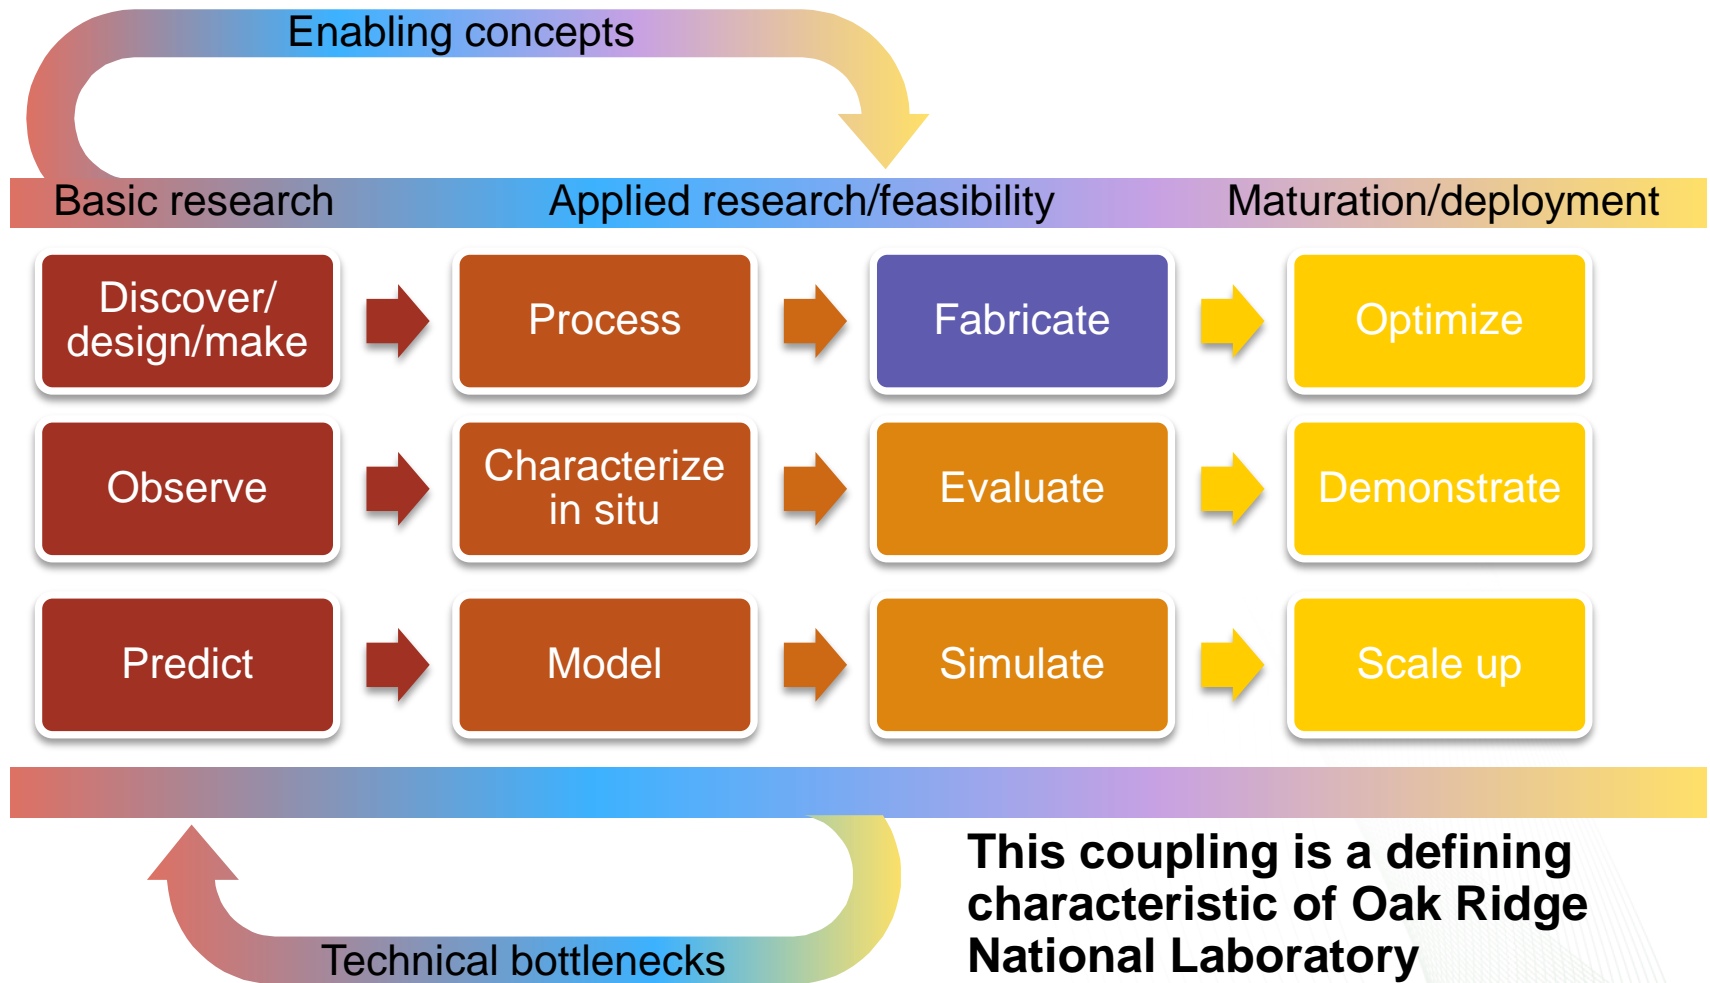 Enabling concepts
Basic research
Applied research/feasibility
Maturation/deployment
Discover/
design/make
Process
Fabricate
Optimize
Observe
Characterize
in situ
Evaluate
Demonstrate
Predict
Model
Simulate
Scale up
Technical bottlenecks
This coupling is a defining
characteristic of Oak Ridge
National Laboratory